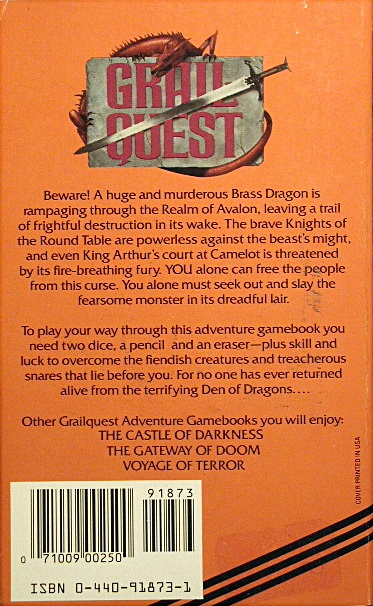 GRAIL
QUEST
Beware! A huge and murderous Brass Dragon is
rampaging through the Realm of Avalon, leaving a trail
of frightful destruction in its wake. The brave Knights of
the Round Table are powerless against the beast's might,
and even King Arthur's court at Camelot is threatened
by its fire-breathing fury. YOU alone can free the people
from this curse. You alone must seek out and slay the
fearsome monster in its dreadful lair.
To play your way through this adventure gamebook you
need two dice, a pencil and an eraser—plus skill and
luck to overcome the fiendish creatures and treacherous
snares that lie before you. For no one has ever returned
alive from the terrifying Den of Dragons....
Other Grailquest Adventure Gamebooks you will enjoy:
THE CASTLE OF DARKNESS
THE GATEWAY OF DOOM
VOYAGE OF TERROR
COVER PRINTED IN USA
91873
0 71009 00250
ISBN 0-440-91873-1